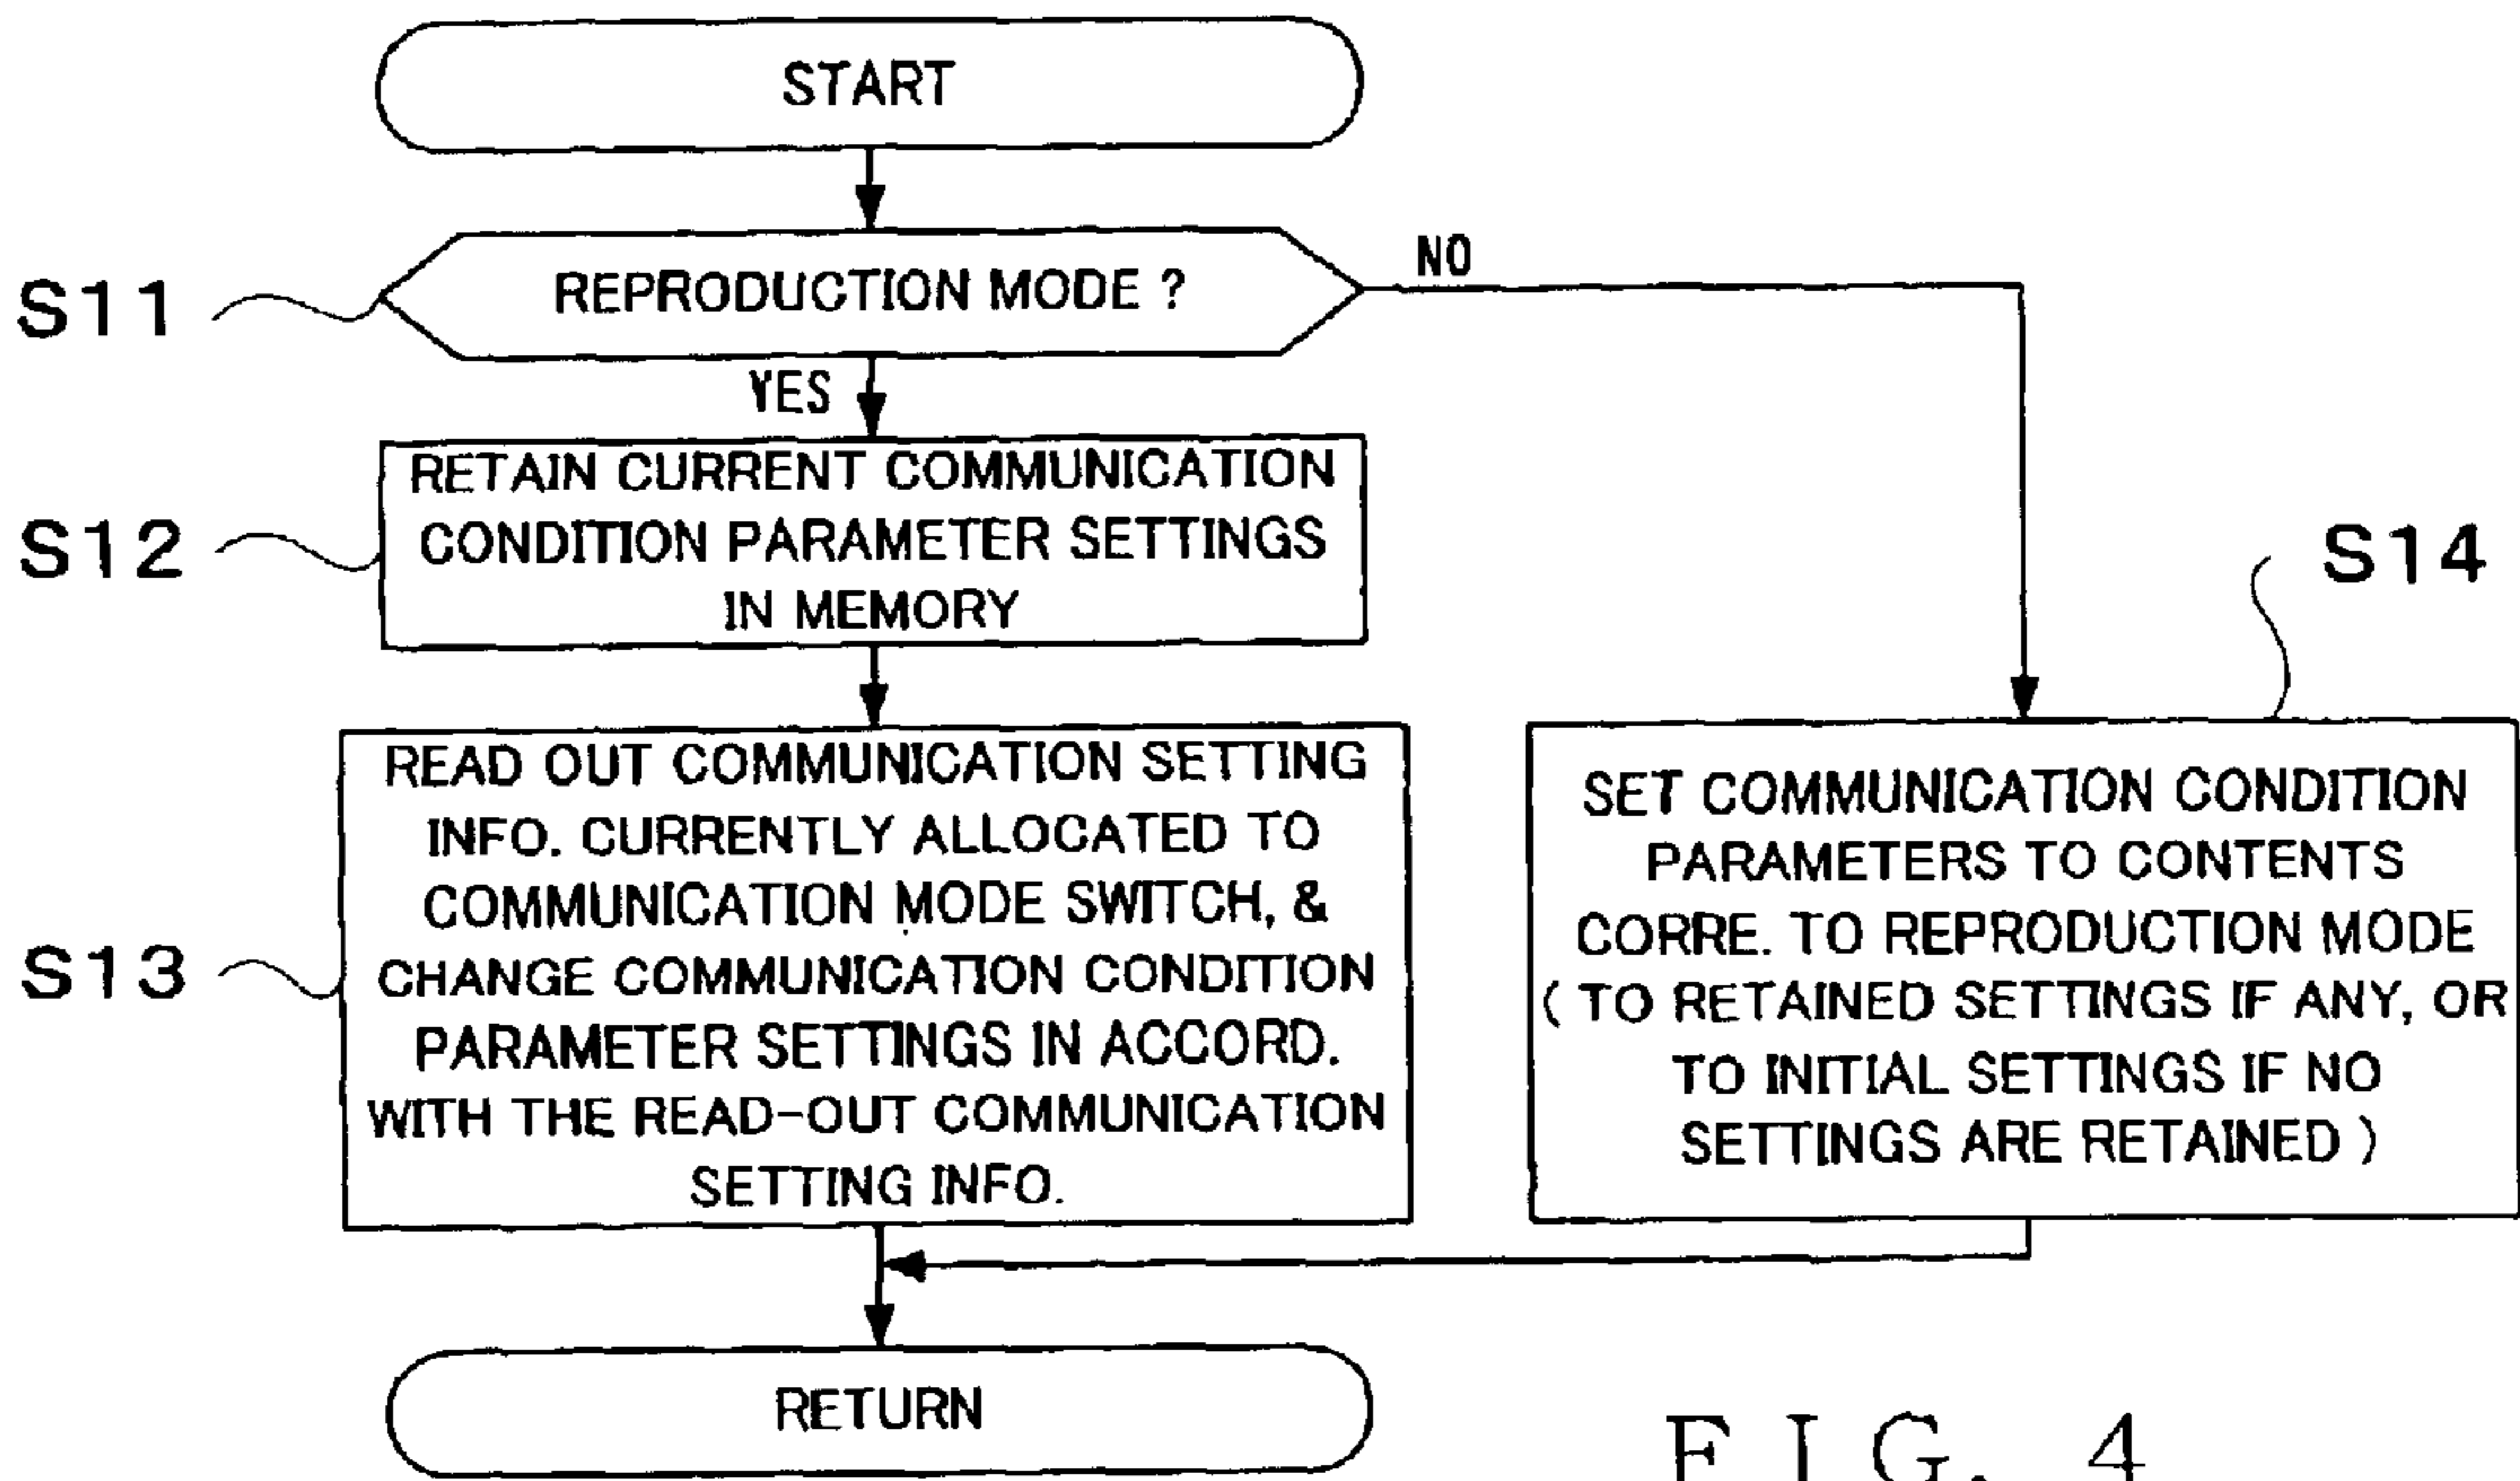 START
S11
REPRODUCTION MODE ?
NO
YES
S12
RETAIN CURRENT COMMUNICATION
CONDITION PARAMETER SETTINGS
IN MEMORY
S13
READ OUT COMMUNICATION SETTING
INFO. CURRENTLY ALLOCATED TO
COMMUNICATION MODE SWITCH, &
CHANGE COMMUNICATION CONDITION
PARAMETER SETTINGS IN ACCORD.
WITH THE READ-OUT COMMUNICATION
SETTING INFO.
S14
SET COMMUNICATION CONDITION
PARAMETERS TO CONTENTS
CORRE. TO REPRODUCTION MODE
( TO RETAINED SETTINGS IF ANY, OR
TO INITIAL SETTINGS IF NO
SETTINGS ARE RETAINED )
RETURN
FIG. 4